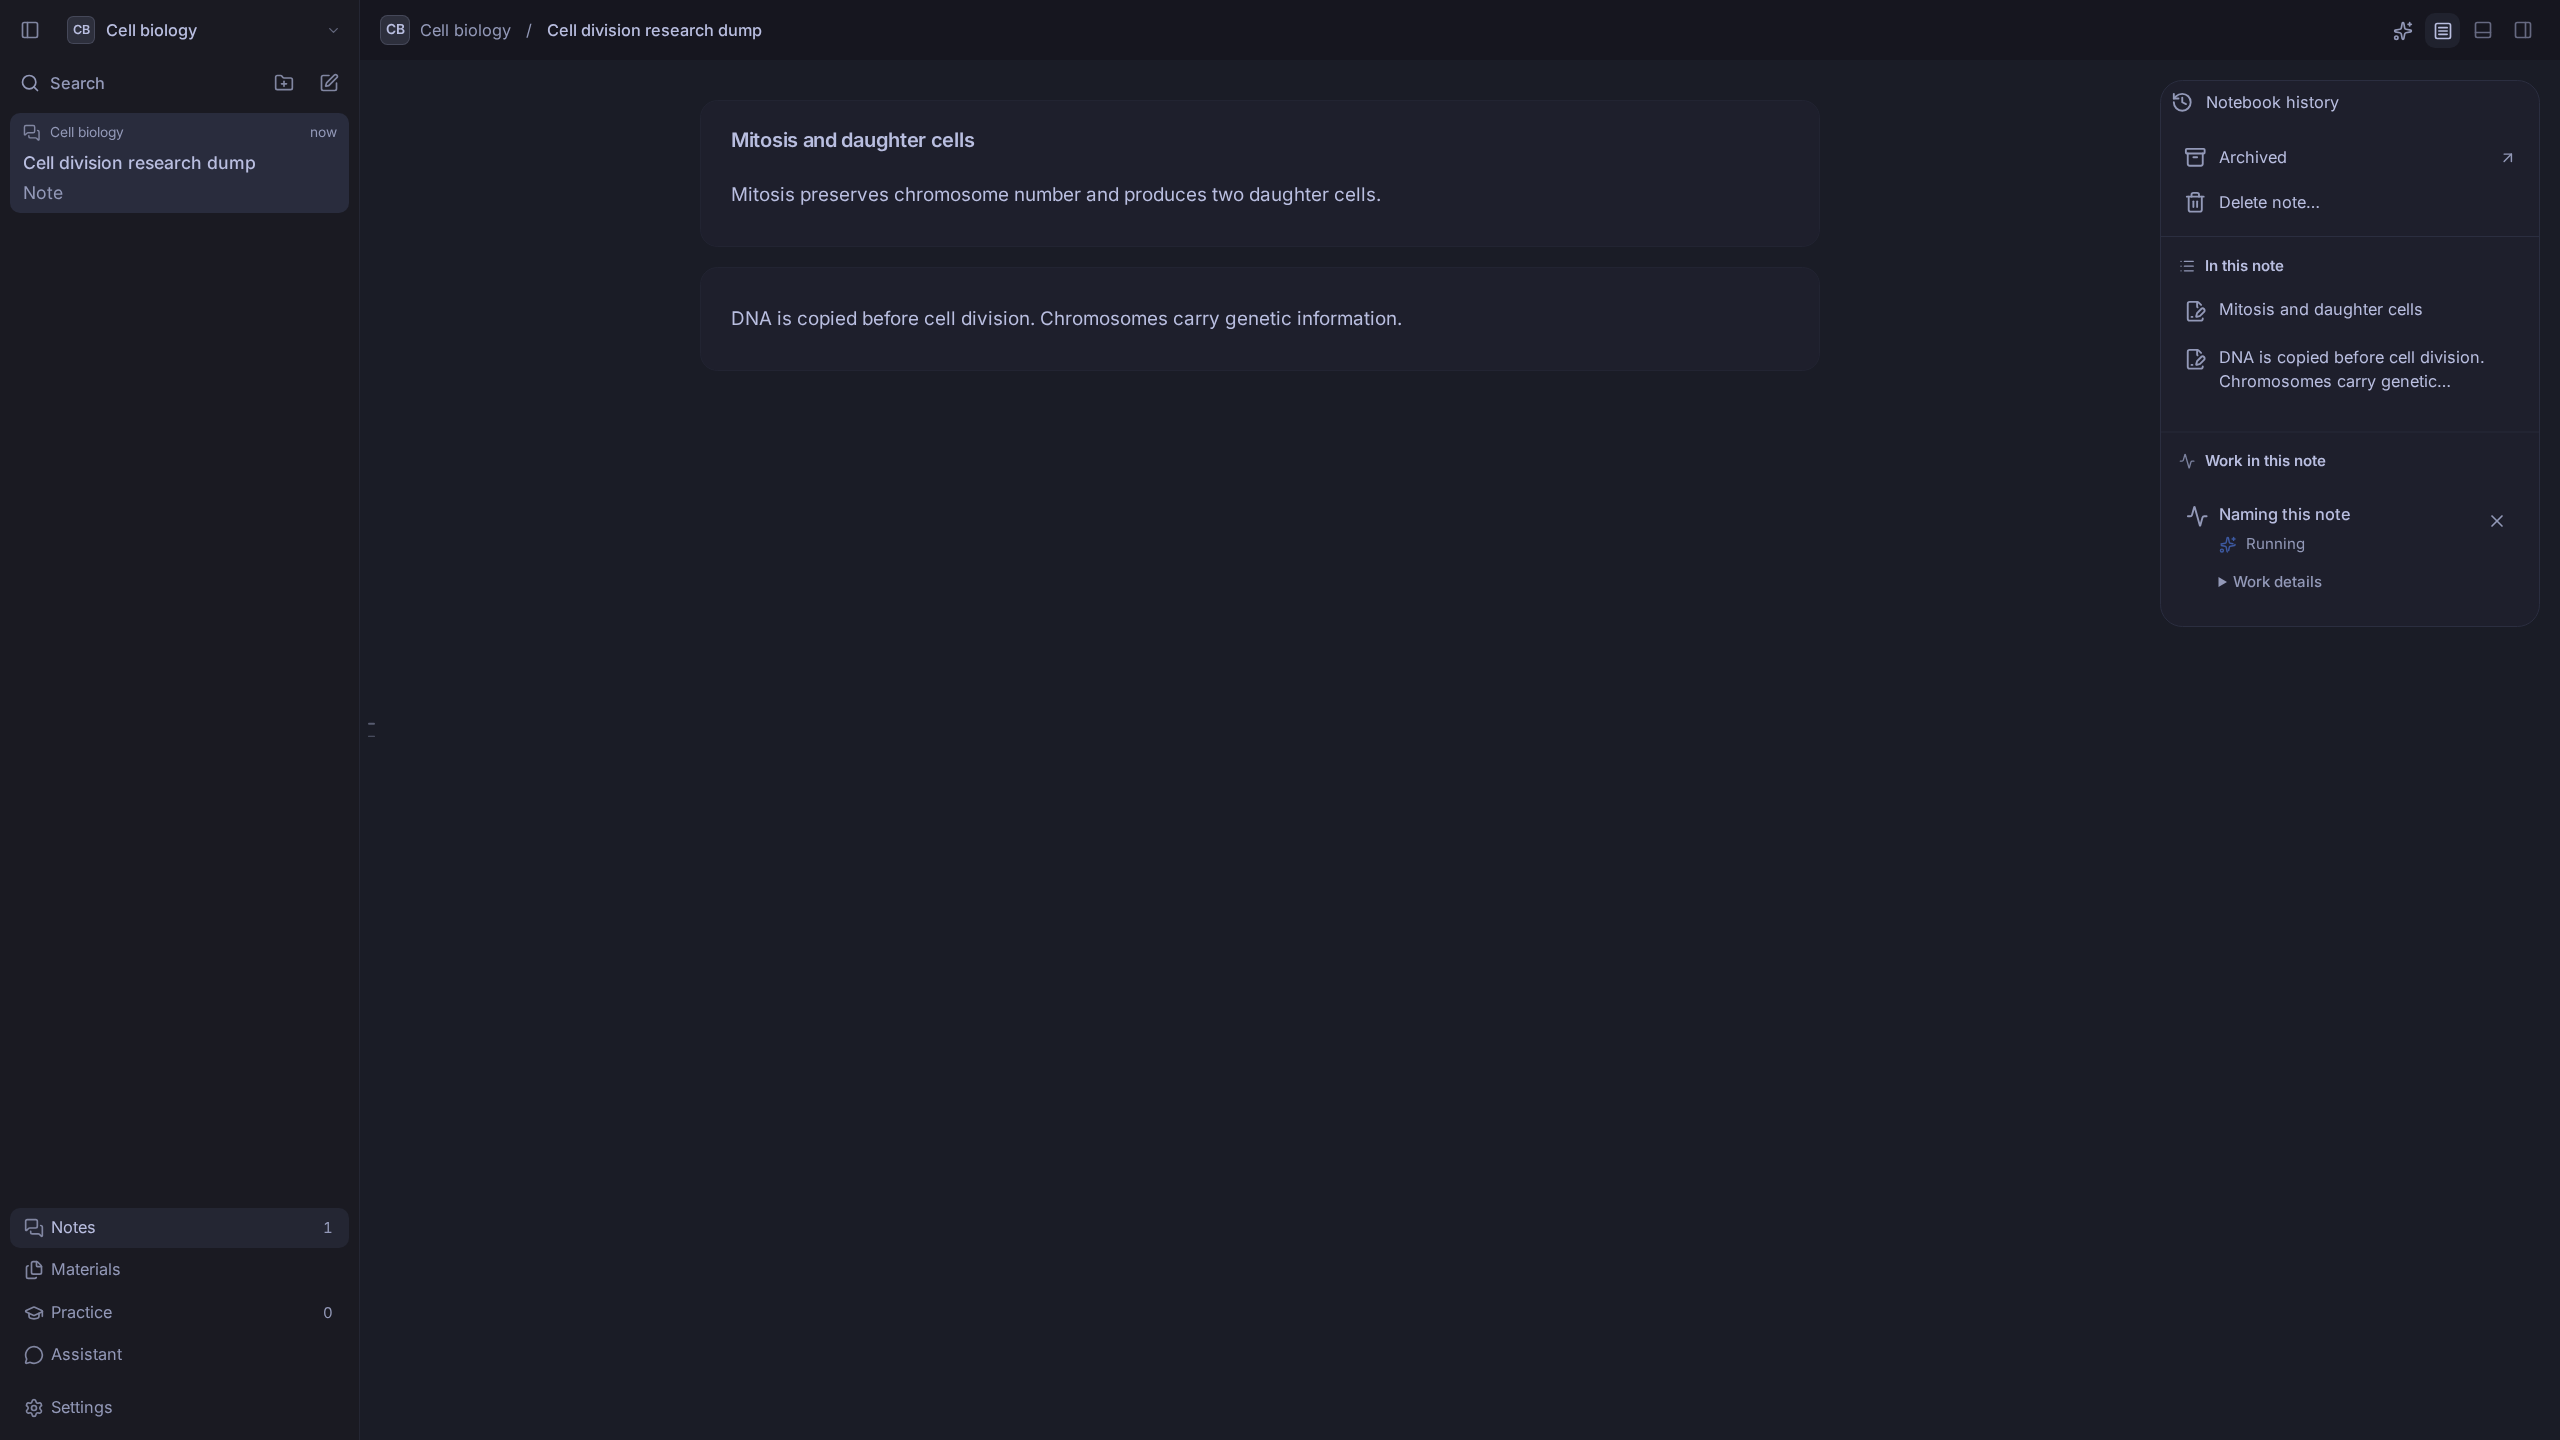 CB Cell biology
Search
Cell biology now
Cell division research dump
Note
Notes 1
Materials
Practice 0
Assistant
Settings
CB Cell biology / Cell division research dump
Mitosis and daughter cells
Mitosis preserves chromosome number and produces two daughter cells.
DNA is copied before cell division. Chromosomes carry genetic information.
Notebook history
Archived
Delete note...
In this note
Mitosis and daughter cells
DNA is copied before cell division.
Chromosomes carry genetic...
Work in this note
Naming this note
Running
Work details